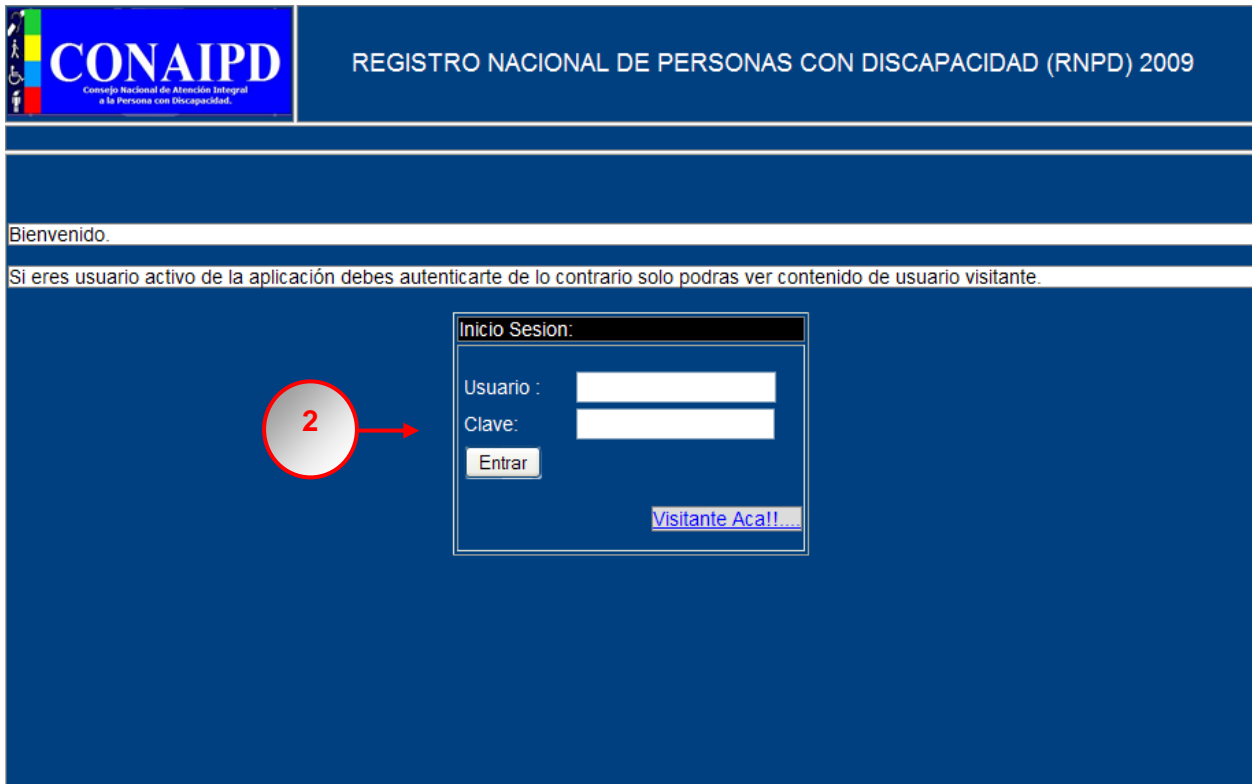 CONAIPD
Consejo Nacional de Atención Integral
a la Persona con Discapacidad.
REGISTRO NACIONAL DE PERSONAS CON DISCAPACIDAD (RNPD) 2009
Bienvenido.
Si eres usuario activo de la aplicación debes autenticarte de lo contrario solo podras ver contenido de usuario visitante.
Inicio Sesion:
Usuario :
2
Clave:
Entrar
Visitante Aca!!....